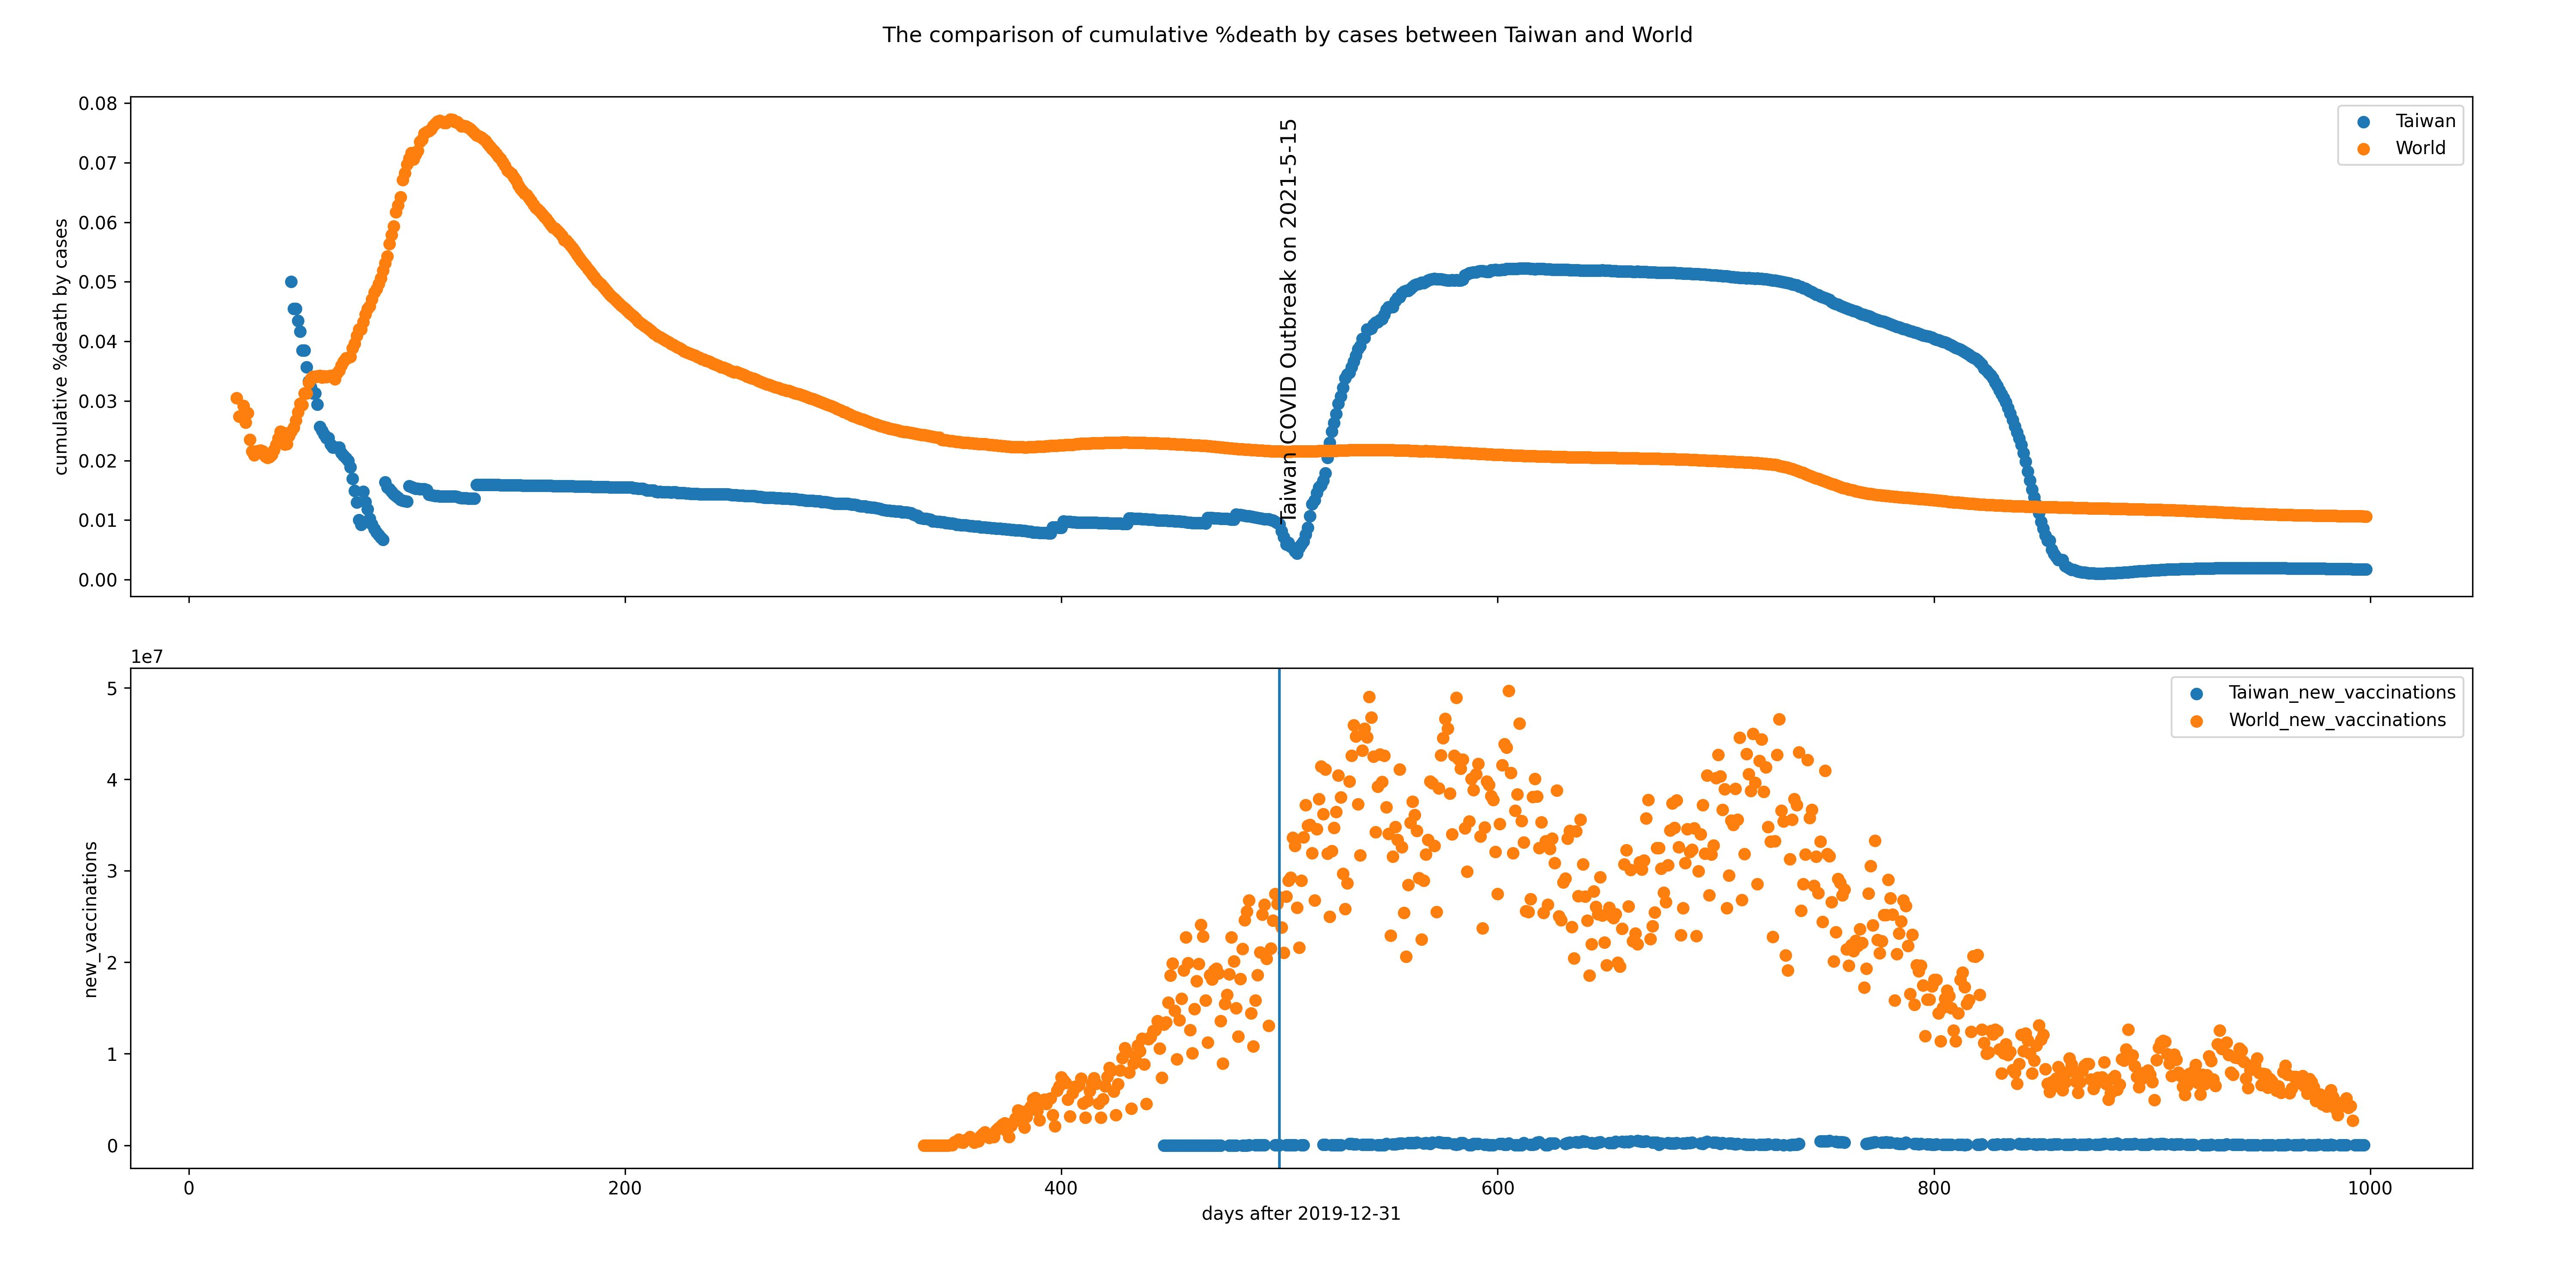 The comparison of cumulative %death by cases between Taiwan and World
0.08
0.07
0.06
0.05
0.04
0.03
0.02
0.01
0.00
cumulative %death by cases
Taiwan COVID Outbreak on 2021-5-15
Taiwan
World
1e7
5
4
3
2
1
0
new_vaccinations
Taiwan_new_vaccinations
World_new_vaccinations
0 200 400 600 800 1000
days after 2019-12-31